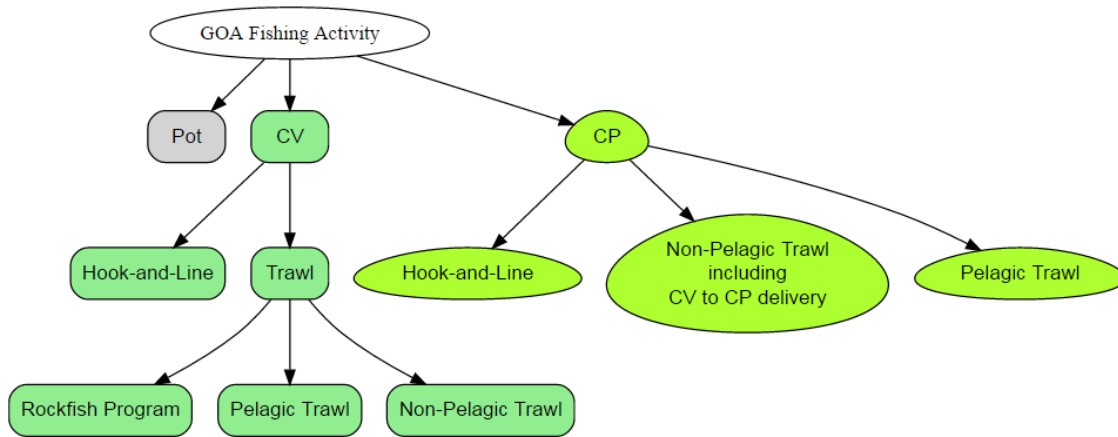 GOA Fishing Activity
Pot
CV
CP
Hook-and-Line
Trawl
Hook-and-Line
Non-Pelagic Trawl
including
CV to CP delivery
Pelagic Trawl
Rockfish Program
Pelagic Trawl
Non-Pelagic Trawl